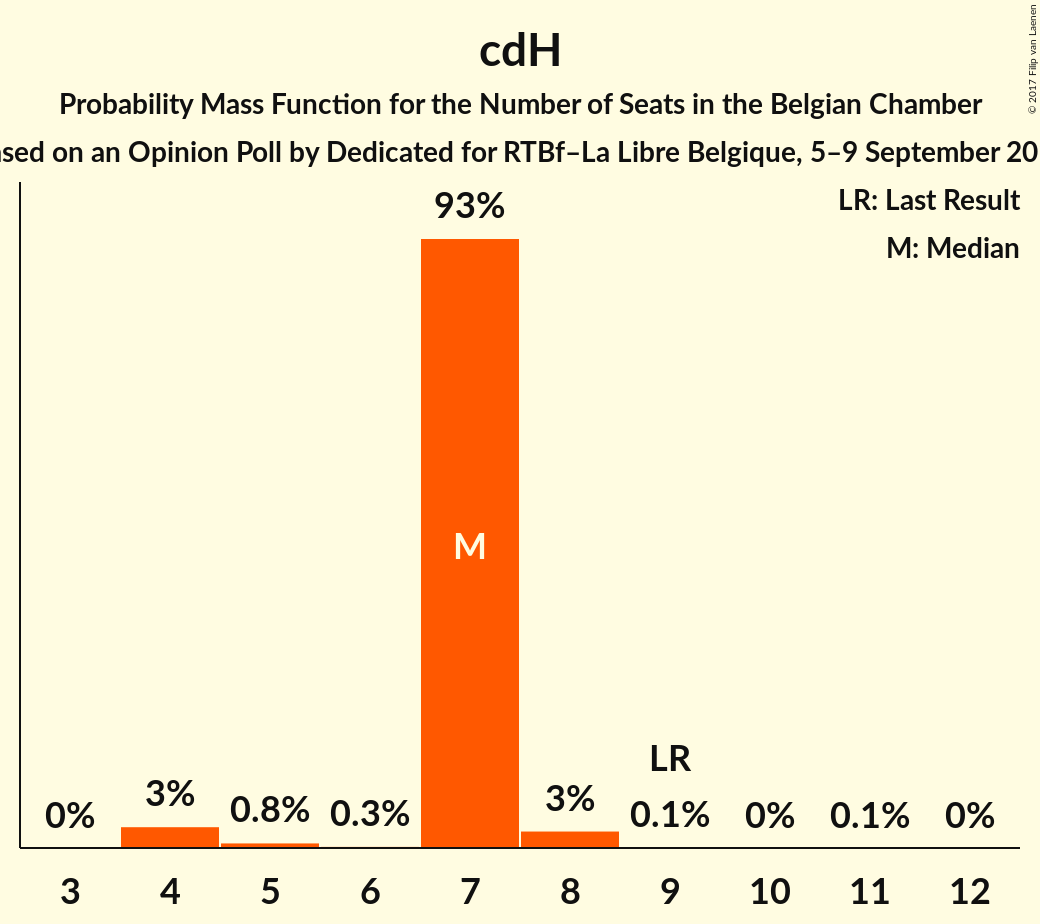 cdH
Probability Mass Function for the Number of Seats in the Belgian Chamber
on an Opinion Poll by Dedicated for RTBf–La Libre Belgique, 5–9 September
© 2017 Filip van Laenen
LR: Last Result
M: Median
93%
M
LR
0% 3% 0.8% 0.3% 3% 0.1% 0% 0.1% 0%
3 4 5 6 7 8 9 10 11 12